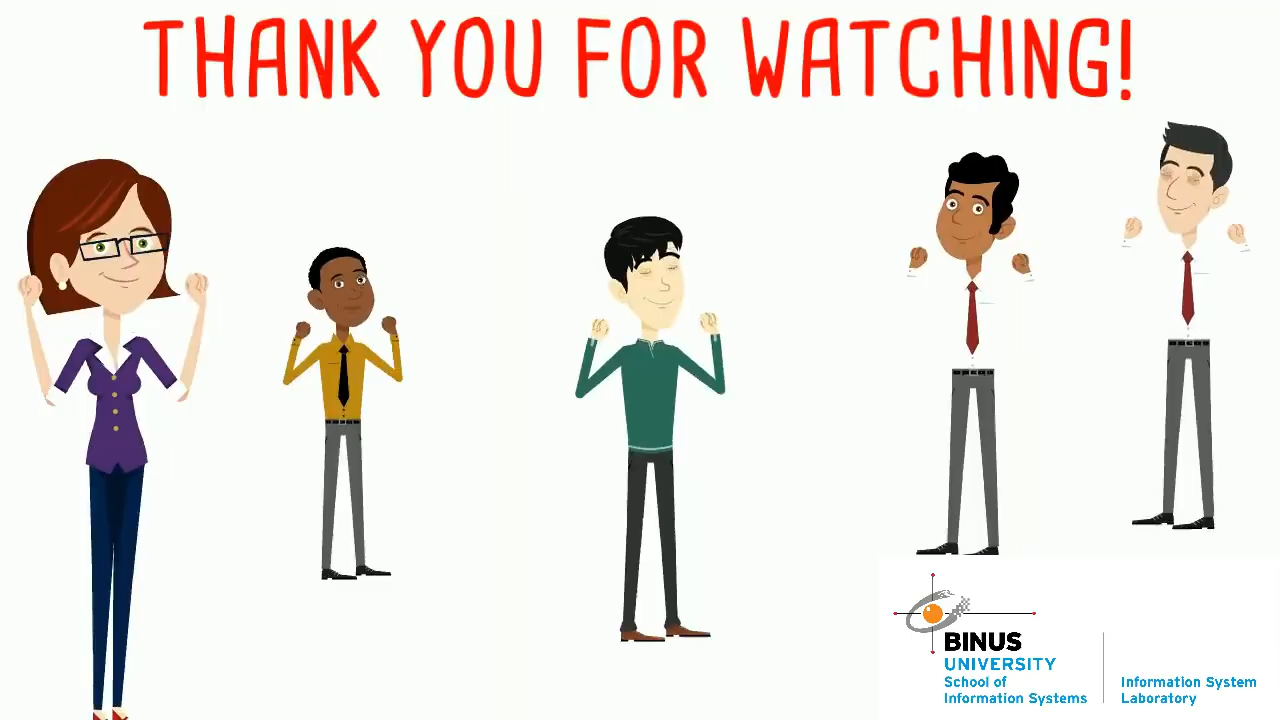 THANK YOU FOR WATCHING!
BINUS
UNIVERSITY
School of
Information Systems
Information System
Laboratory